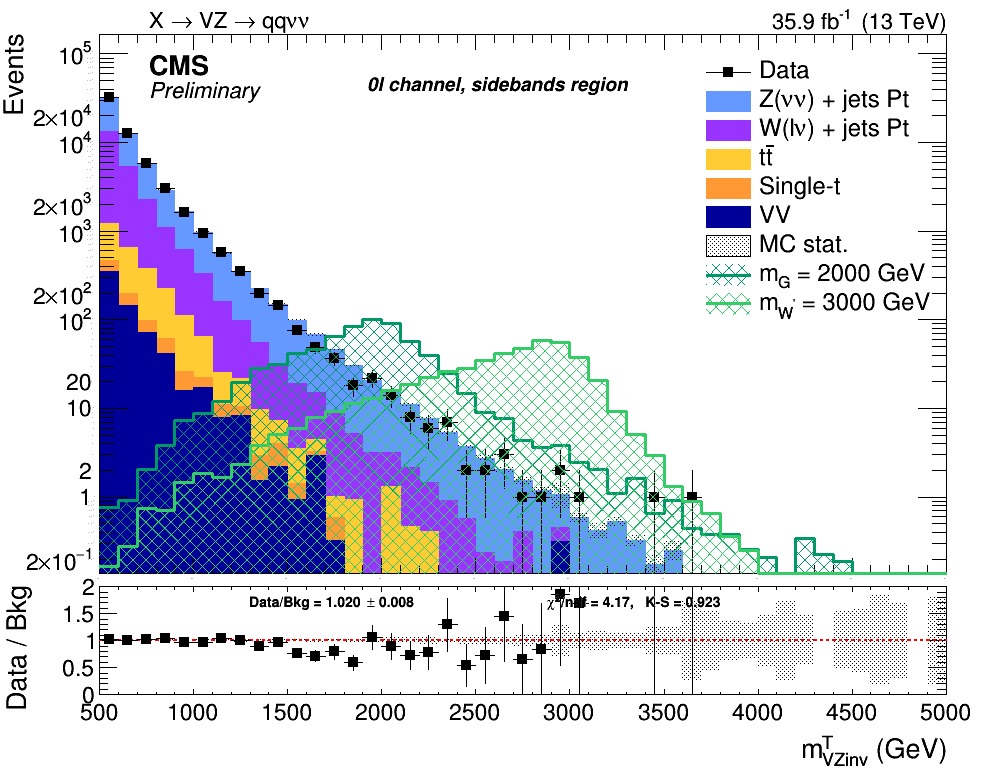 X → VZ → qqνν
35.9 fb⁻¹ (13 TeV)
Events
10⁵
2×10⁴
10⁴
2×10³
10³
2×10²
10²
20
10
2
1
2×10⁻¹
CMS
Preliminary
0l channel, sidebands region
Data
Z(νν) + jets Pt
W(lν) + jets Pt
tt̄
Single-t
VV
MC stat.
m_G = 2000 GeV
m_W' = 3000 GeV
Data / Bkg
2
1.5
1
0.5
0
Data/Bkg = 1.020 ± 0.008
= 4.17, K-S = 0.923
500 1000 1500 2000 2500 3000 3500 4000 4500 5000
m^T_VZinv (GeV)